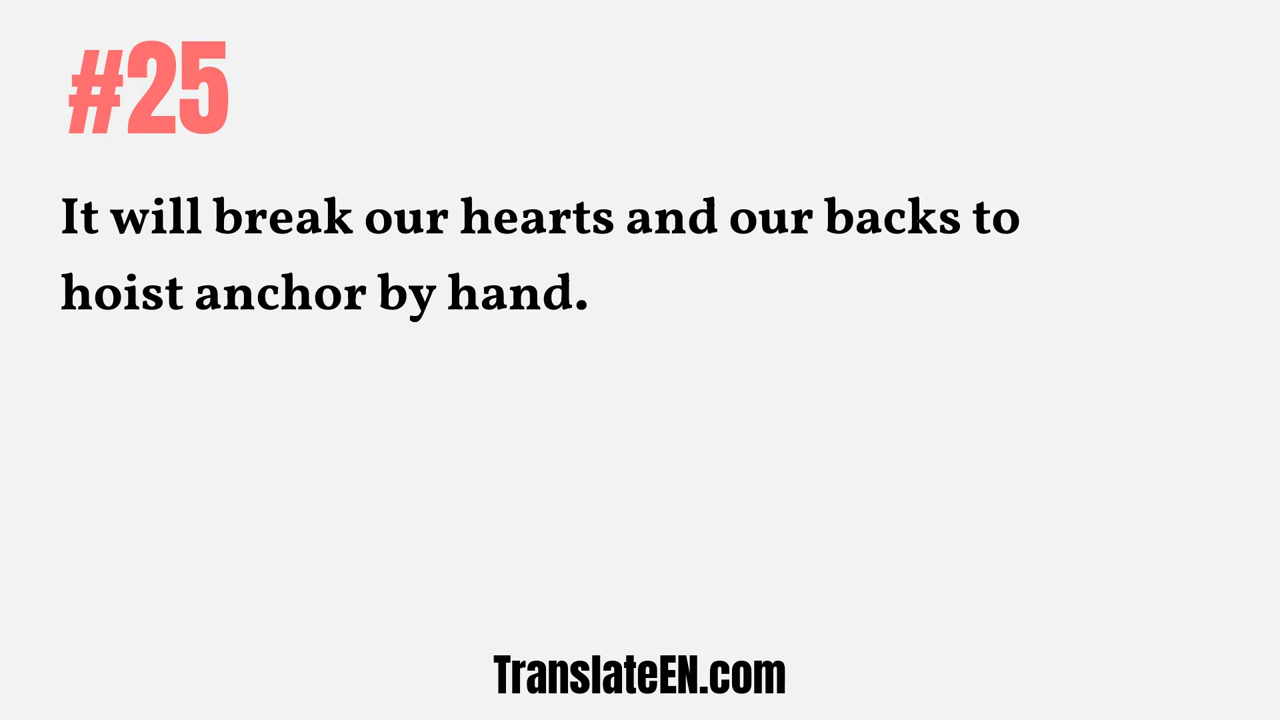 #25
It will break our hearts and our backs to
hoist anchor by hand.
TranslateEN.com